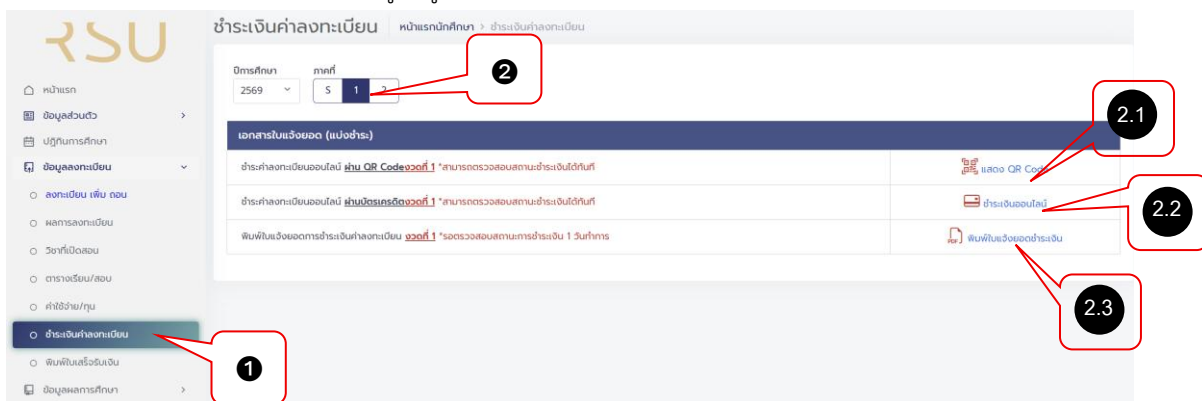 RSU
ชำระเงินค่าลงทะเบียน
หน้าแรกนักศึกษา > ชำระเงินค่าลงทะเบียน
ปีการศึกษา
ภาคที่
2569
S 1 2
❷
หน้าแรก
ข้อมูลส่วนตัว
ปฏิทินการศึกษา
ข้อมูลลงทะเบียน
ลงทะเบียน เพิ่ม ถอน
ผลการลงทะเบียน
วิชาที่เปิดสอน
ตารางเรียน/สอบ
ค่าใช้จ่าย/ทุน
ชำระเงินค่าลงทะเบียน
พิมพ์ใบเสร็จรับเงิน
ข้อมูลผลการศึกษา
❶
เอกสารใบแจ้งยอด (แบ่งชำระ)
ชำระค่าลงทะเบียนออนไลน์ ผ่าน QR Codeงวดที่ 1 *สามารถตรวจสอบสถานะชำระเงินได้ทันที
แสดง QR Code
2.1
ชำระค่าลงทะเบียนออนไลน์ ผ่านบัตรเครดิตงวดที่ 1 *สามารถตรวจสอบสถานะชำระเงินได้ทันที
ชำระเงินออนไลน์
2.2
พิมพ์ใบแจ้งยอดการชำระเงินค่าลงทะเบียน งวดที่ 1 *รอตรวจสอบสถานะการชำระเงิน 1 วันทำการ
PDF พิมพ์ใบแจ้งยอดชำระเงิน
2.3